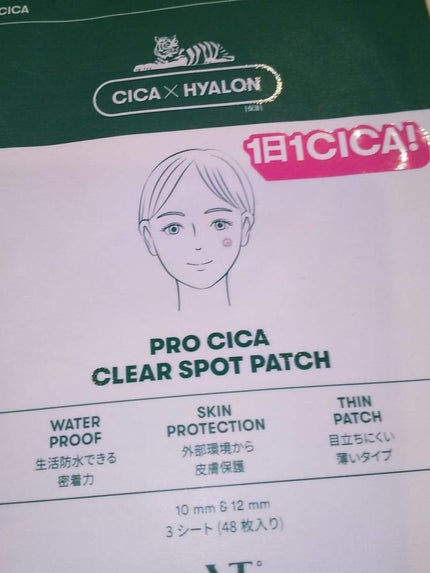 CICA
CICA×HYALON
[保湿]
1日1CICA!
PRO CICA
CLEAR SPOT PATCH
WATER
PROOF
生活防水できる
密着力
SKIN
PROTECTION
外部環境から
皮膚保護
THIN
PATCH
目立ちにくい
薄いタイプ
10 mm & 12 mm
3 シート (48 枚入り)